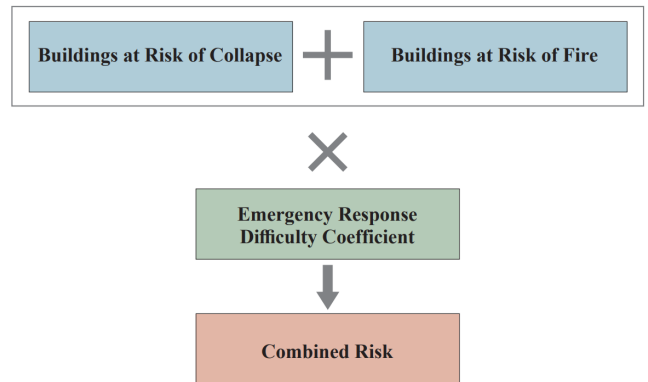 Buildings at Risk of Collapse
Buildings at Risk of Fire
Emergency Response
Difficulty Coefficient
Combined Risk